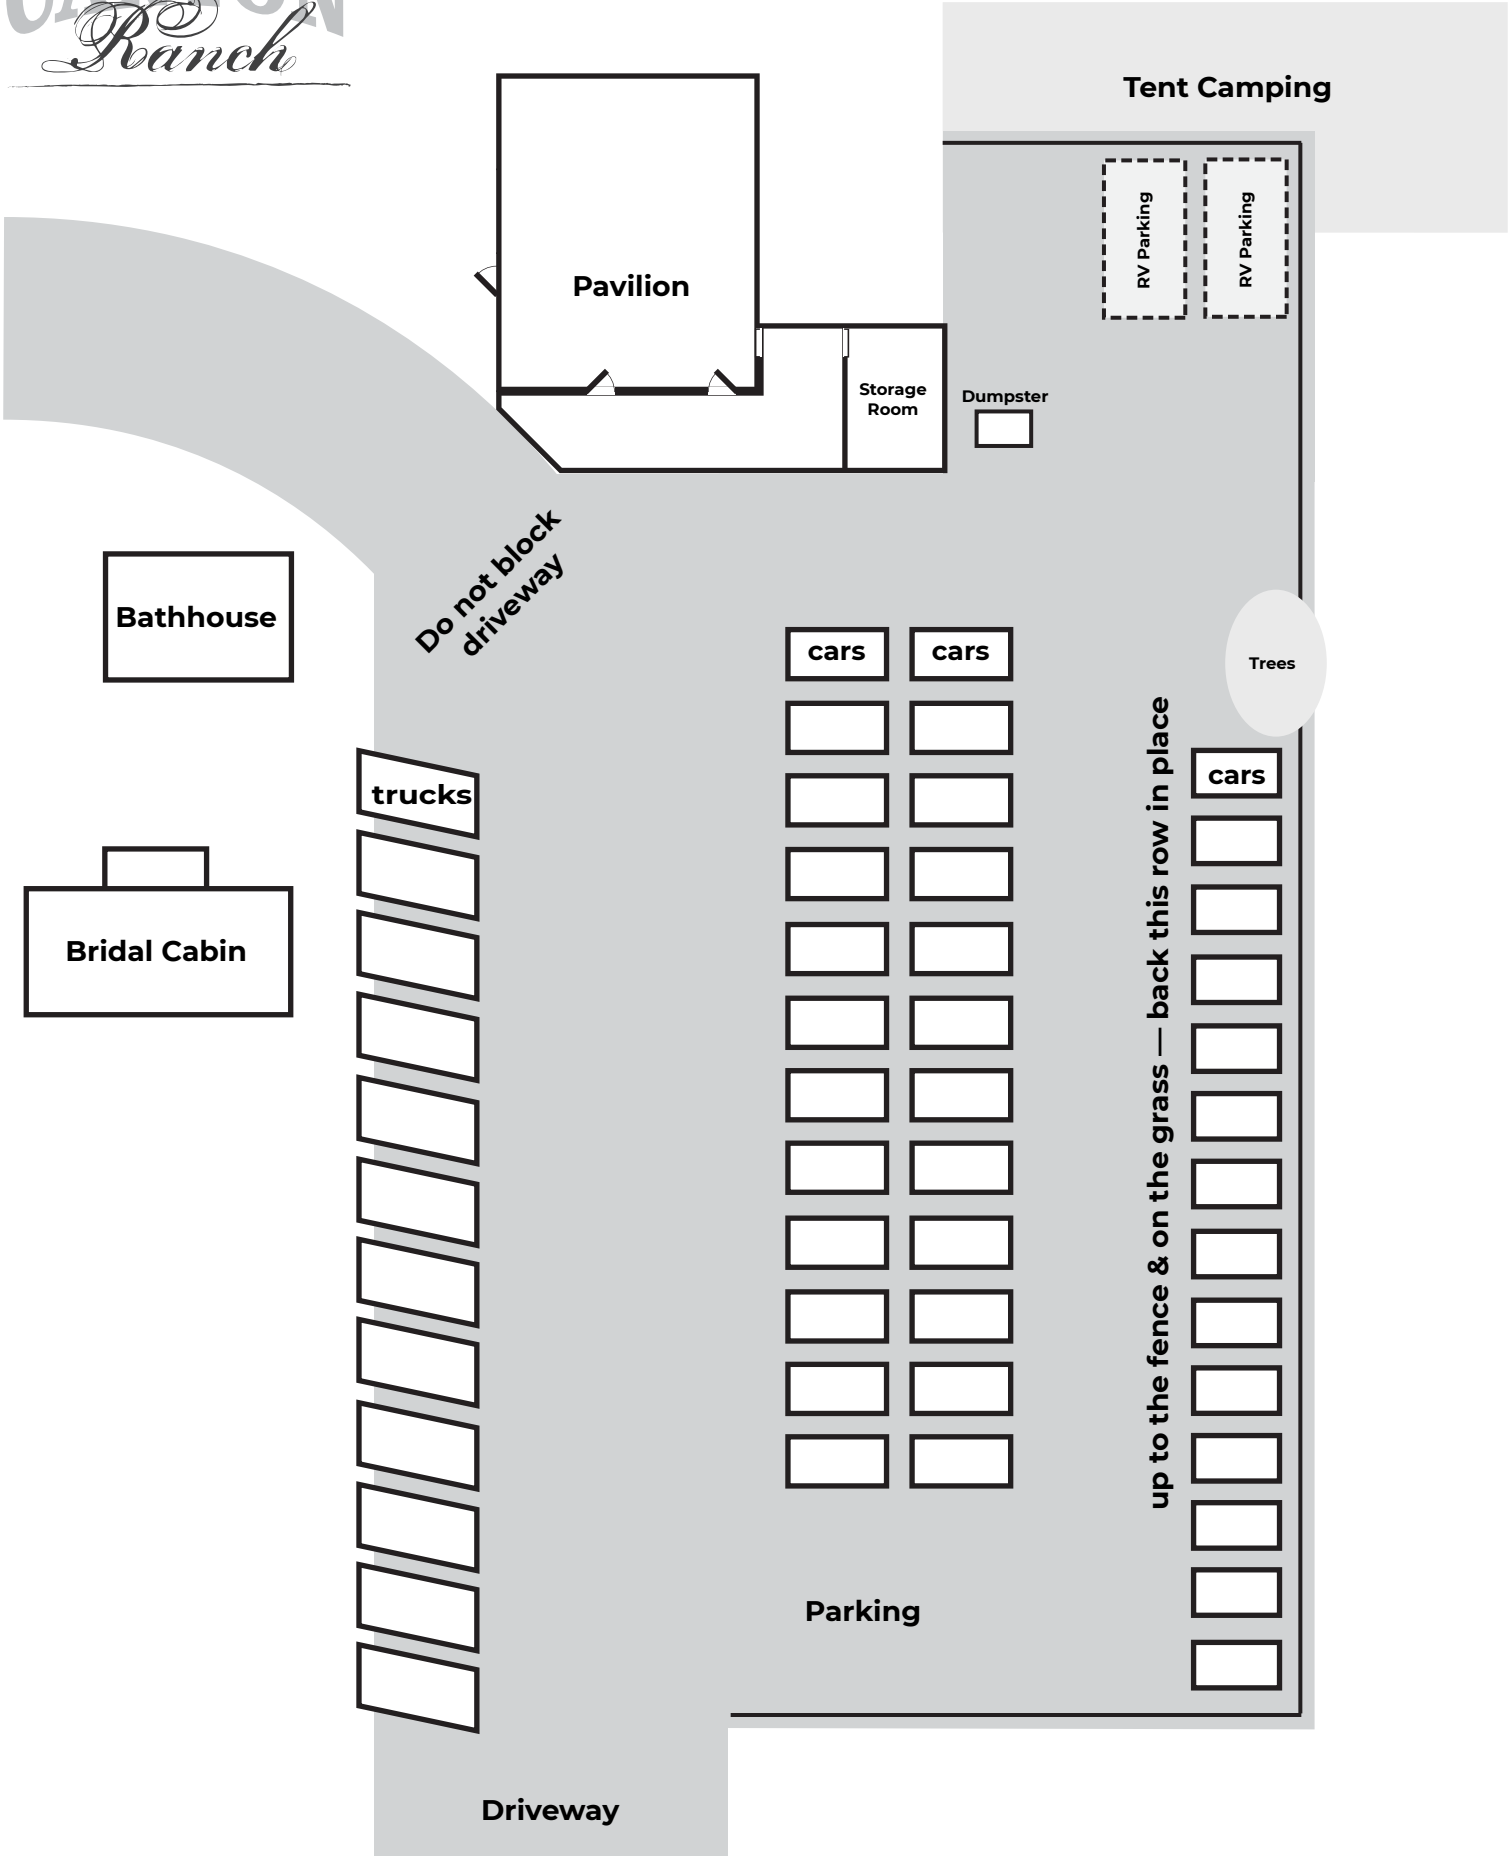 Ranch
Tent Camping
RV Parking
RV Parking
Pavilion
Storage
Room
Dumpster
Do not block
driveway
Bathhouse
cars
cars
Trees
trucks
cars
up to the fence & on the grass — back this row in place
Bridal Cabin
Parking
Driveway